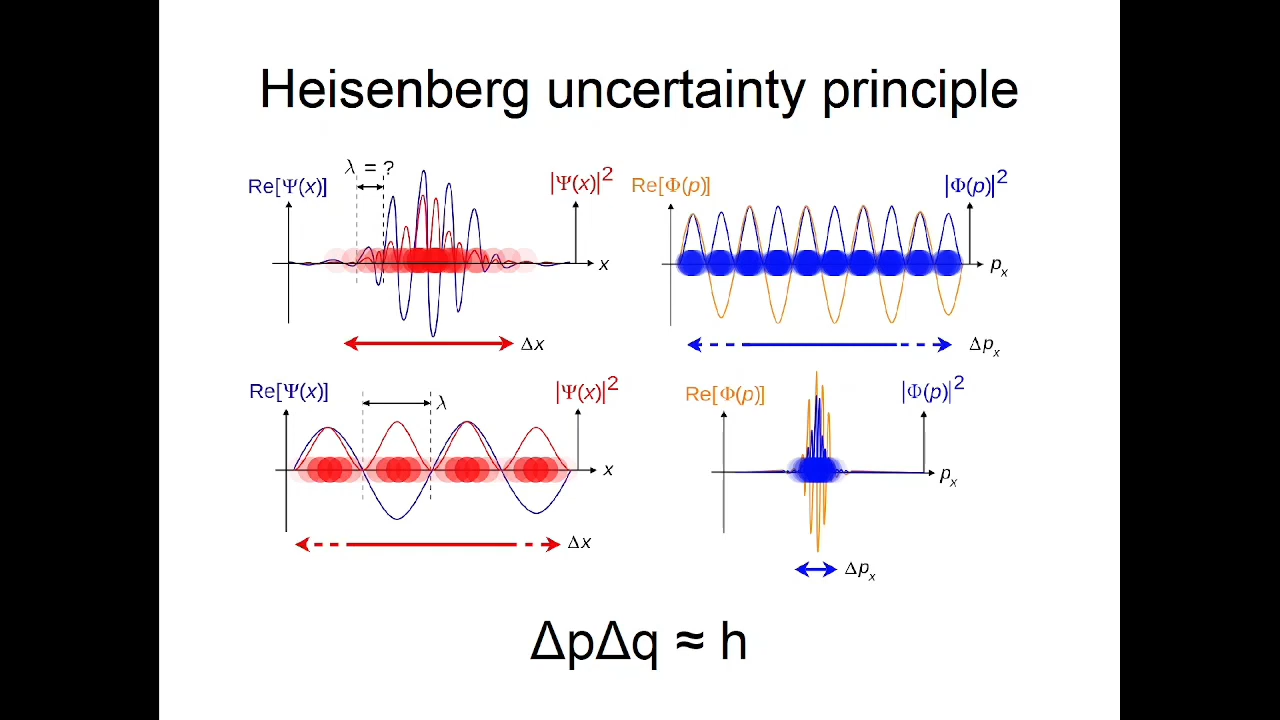 Heisenberg uncertainty principle
λ = ?
Re[Ψ(x)]
|Ψ(x)|²
x
Δx
Re[Φ(p)]
|Φ(p)|²
pₓ
Δpₓ
Re[Ψ(x)]
λ
|Ψ(x)|²
x
Δx
Re[Φ(p)]
|Φ(p)|²
pₓ
Δpₓ
ΔpΔq ≈ h